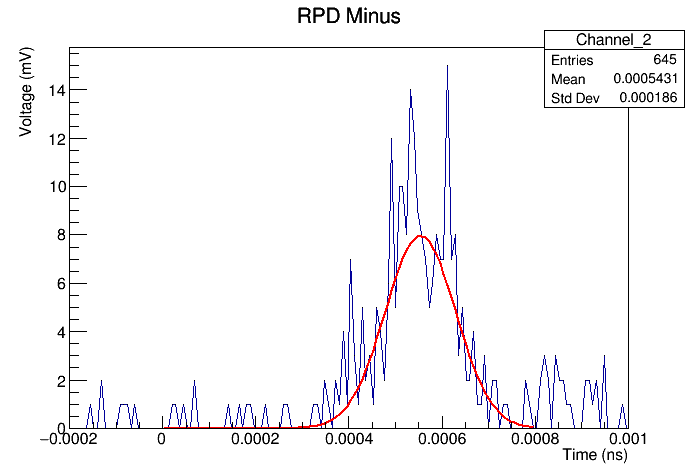 RPD Minus
Channel_2
Entries 645
Mean 0.0005431
Std Dev 0.000186
Voltage (mV)
14
12
10
8
6
4
2
0
−0.0002 0 0.0002 0.0004 0.0006 0.0008 0.001
Time (ns)